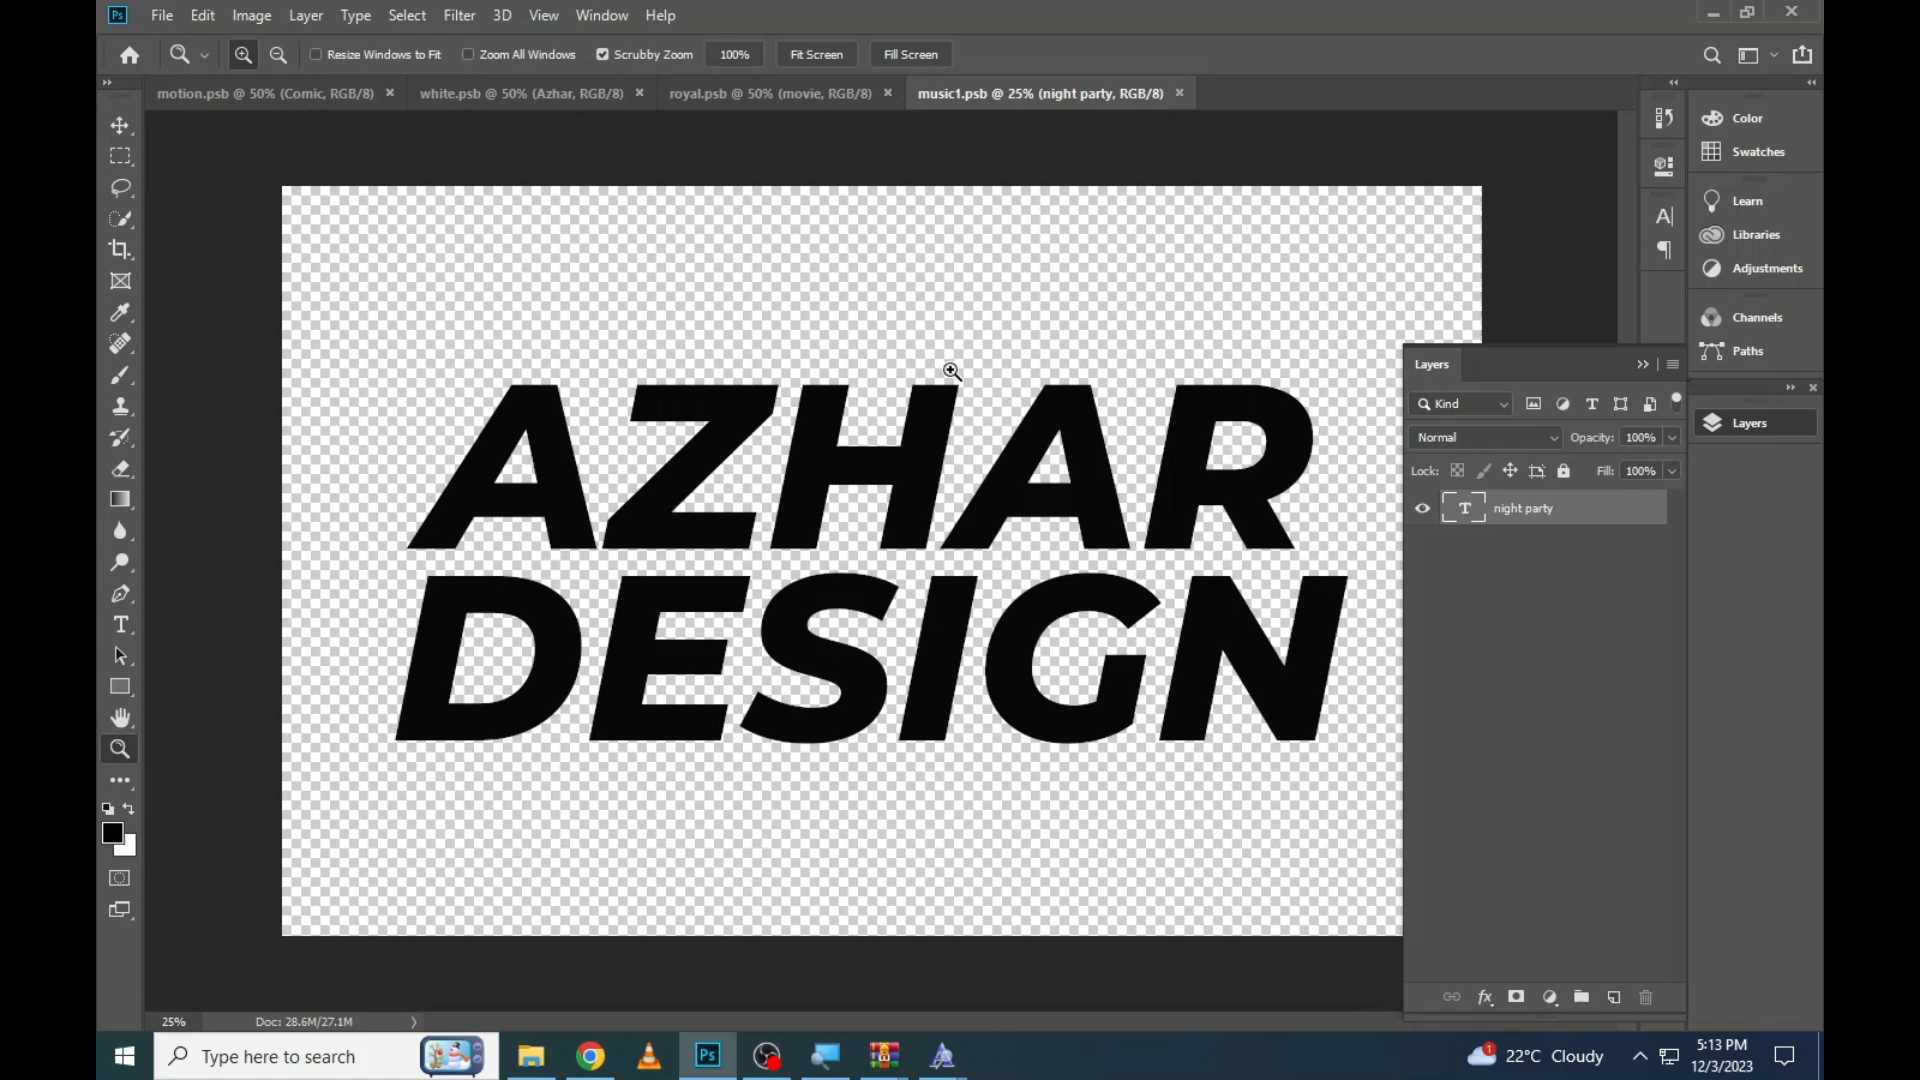 Ps File Edit Image Layer Type Select Filter 3D View Window Help
Resize Windows to Fit Zoom All Windows Scrubby Zoom 100% Fit Screen Fill Screen
motion.psb @ 50% (Comic, RGB/8) × white.psb @ 50% (Azhar, RGB/8) × royal.psb @ 50% (movie, RGB/8) × music1.psb @ 25% (night party, RGB/8) ×
Color
Swatches
Learn
Libraries
Adjustments
Channels
Paths
Layers
AZHAR
DESIGN
Layers
Kind
Normal Opacity: 100%
Lock: Fill: 100%
T night party
fx
25% Doc: 28.6M/27.1M
Type here to search
Ps
1
22°C Cloudy
5:13 PM
12/3/2023